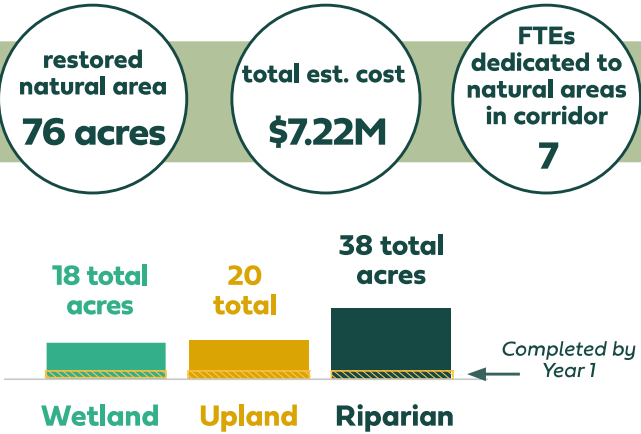 restored
natural area
76 acres
total est. cost
$7.22M
FTEs
dedicated to
natural areas
in corridor
7
18 total
acres
20
total
38 total
acres
Completed by
Year 1
Wetland
Upland
Riparian